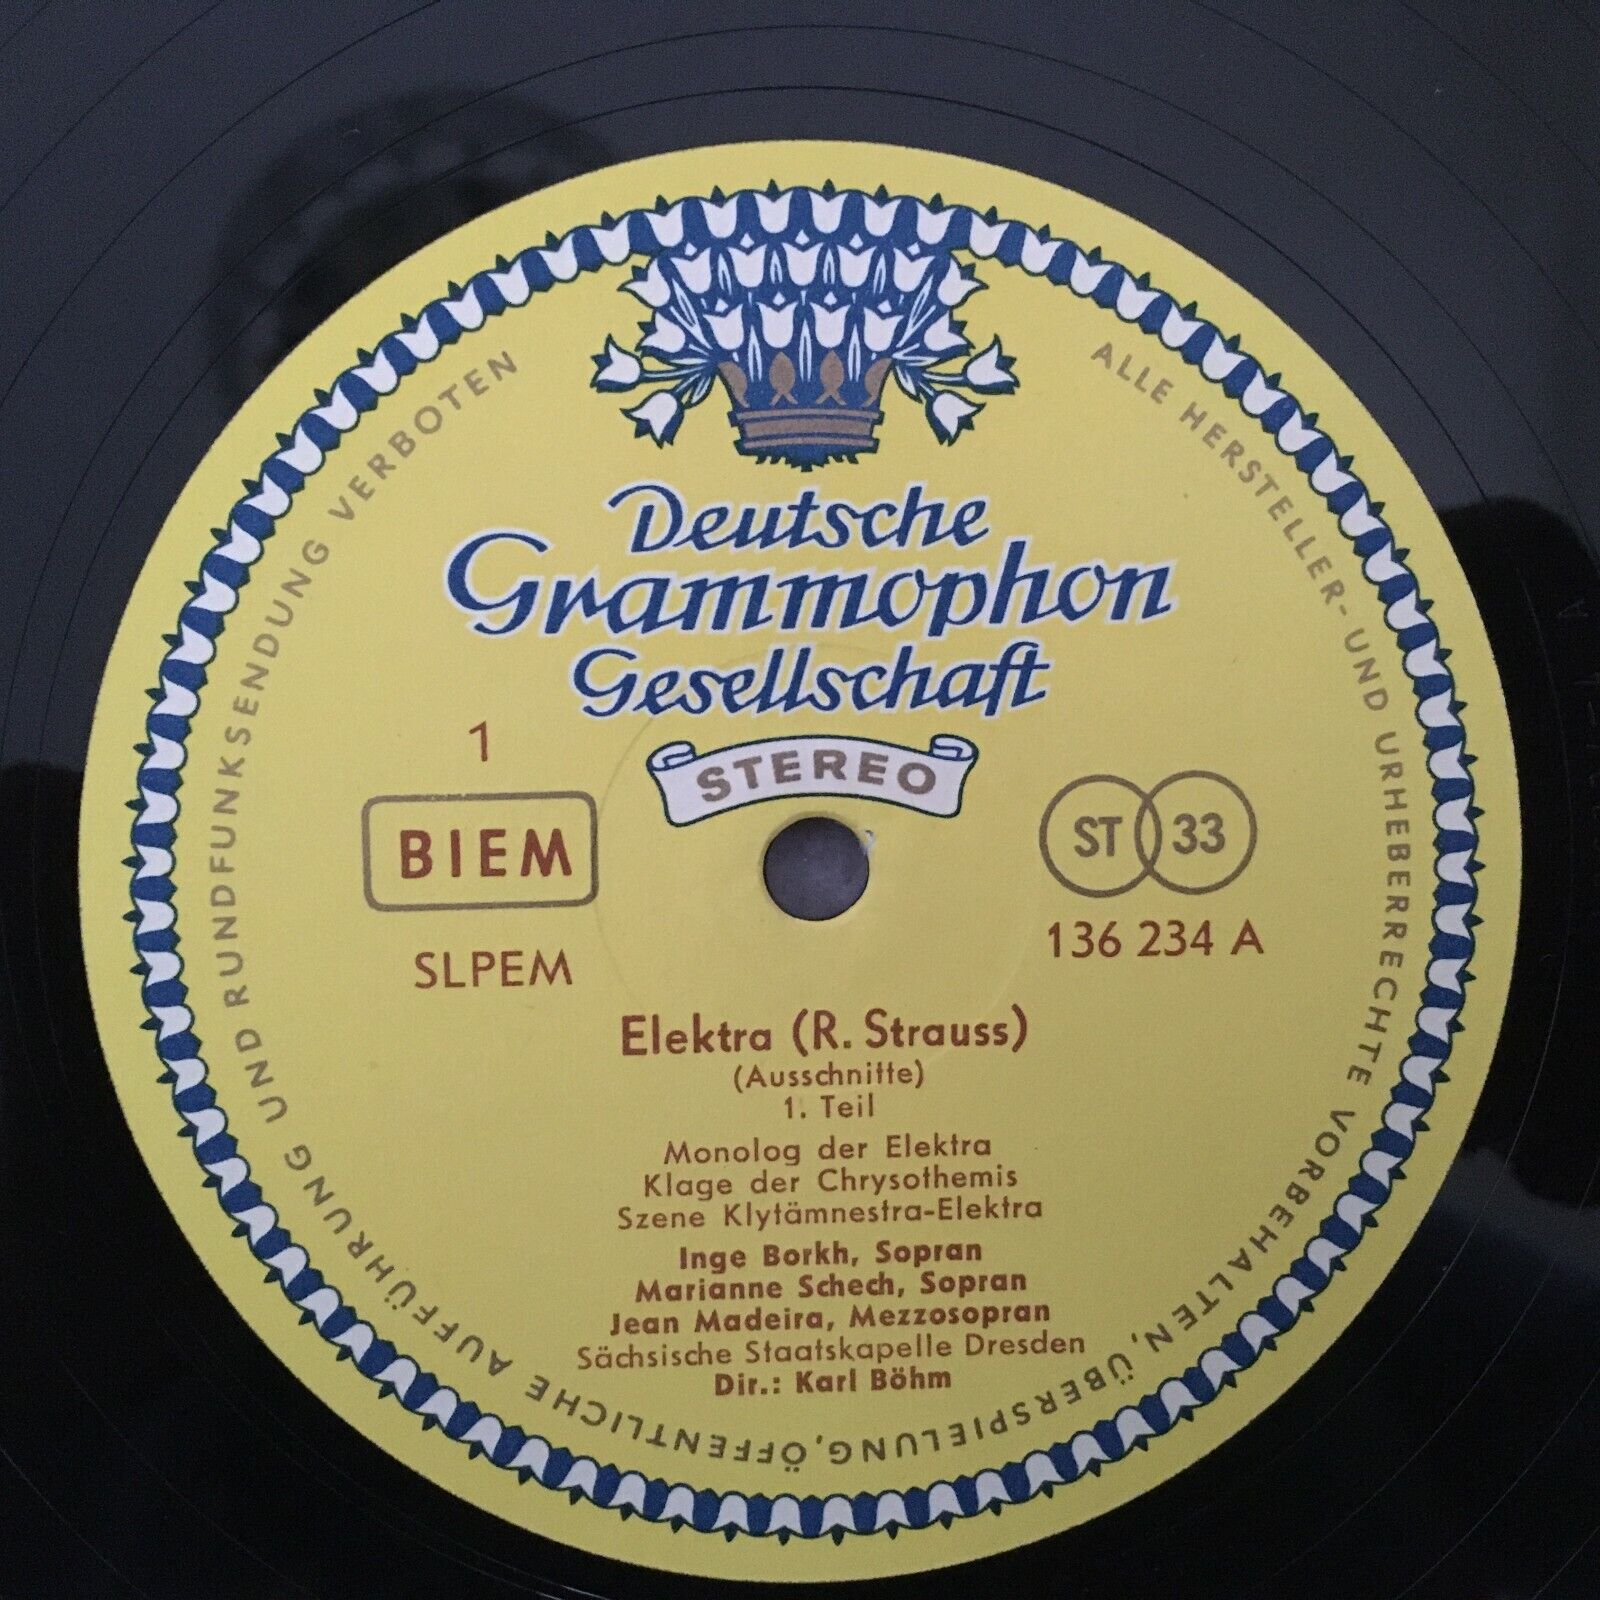 Deutsche
Grammophon
Gesellschaft
STEREO
1
BIEM
SLPEM
ST 33
136 234 A
Elektra (R. Strauss)
(Ausschnitte)
1. Teil
Monolog der Elektra
Klage der Chrysothemis
Szene Klytämnestra-Elektra
Inge Borkh, Sopran
Marianne Schech, Sopran
Jean Madeira, Mezzosopran
Sächsische Staatskapelle Dresden
Dir.: Karl Böhm
ALLE HERSTELLER- UND URHEBERRECHTE VORBEHALTEN, ÜBERSPIELUNG, ÖFFENTLICHE AUFFÜHRUNG UND RUNDFUNKSENDUNG VERBOTEN